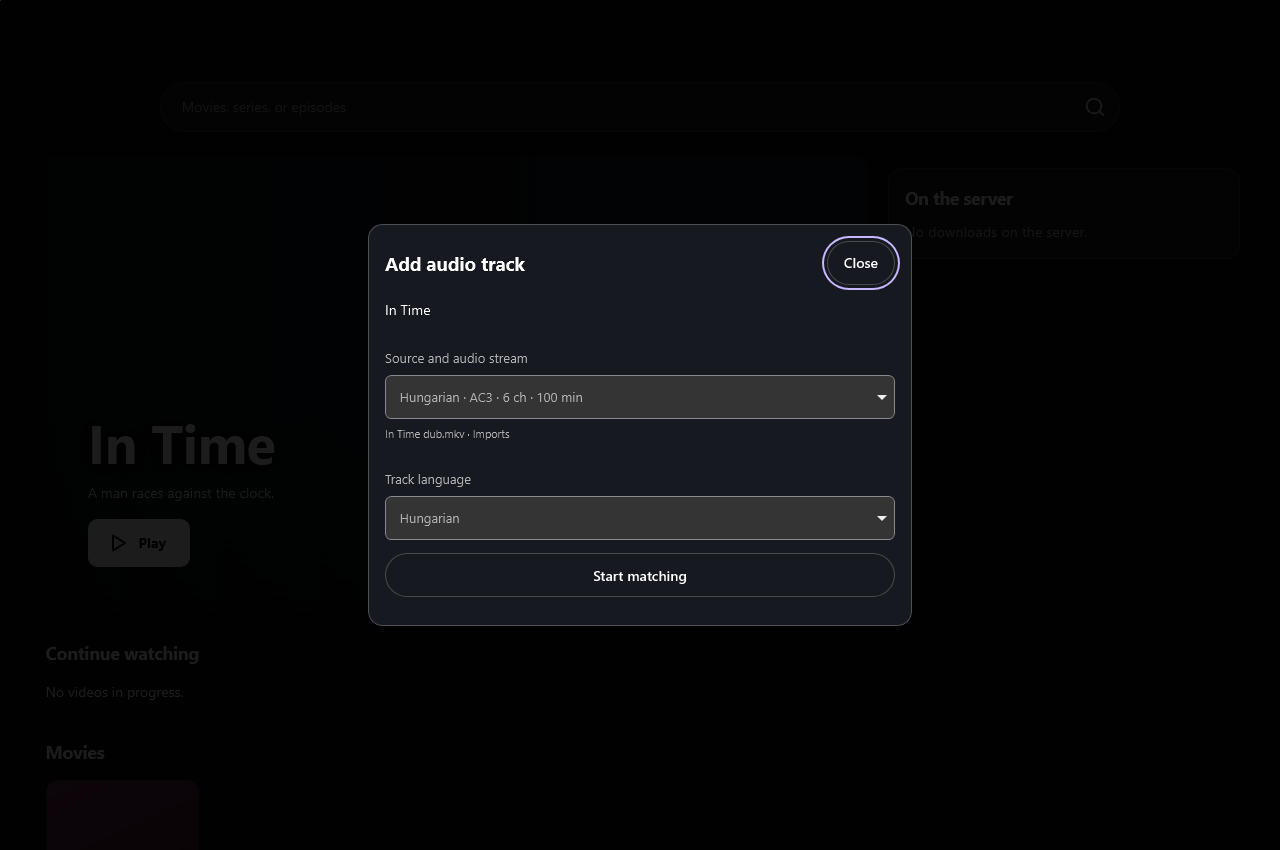 Movies, series, or episodes
On the server
No downloads on the server.
Add audio track
Close
In Time
Source and audio stream
Hungarian · AC3 · 6 ch · 100 min
In Time dub.mkv · Imports
Track language
Hungarian
Start matching
In Time
A man races against the clock.
Play
Continue watching
No videos in progress.
Movies